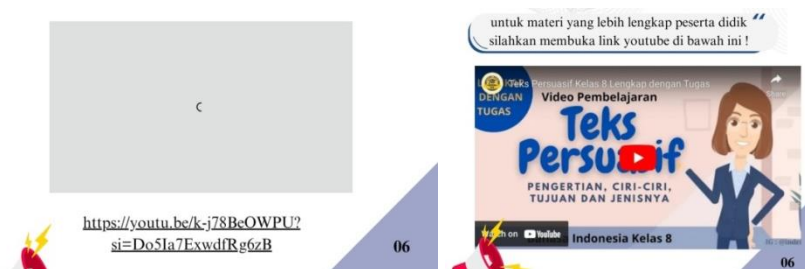 https://youtu.be/k-j78BeOWPU?
si=Do5Ia7ExwdfRg6zB
06
untuk materi yang lebih lengkap peserta didik
silahkan membuka link youtube di bawah ini !
Teks Persuasif Kelas 8 Lengkap dengan Tugas
Share
DENGAN
TUGAS
Video Pembelajaran
Teks
Persuasif
PENGERTIAN, CIRI-CIRI,
TUJUAN DAN JENISNYA
Watch on YouTube
Indonesia Kelas 8
06